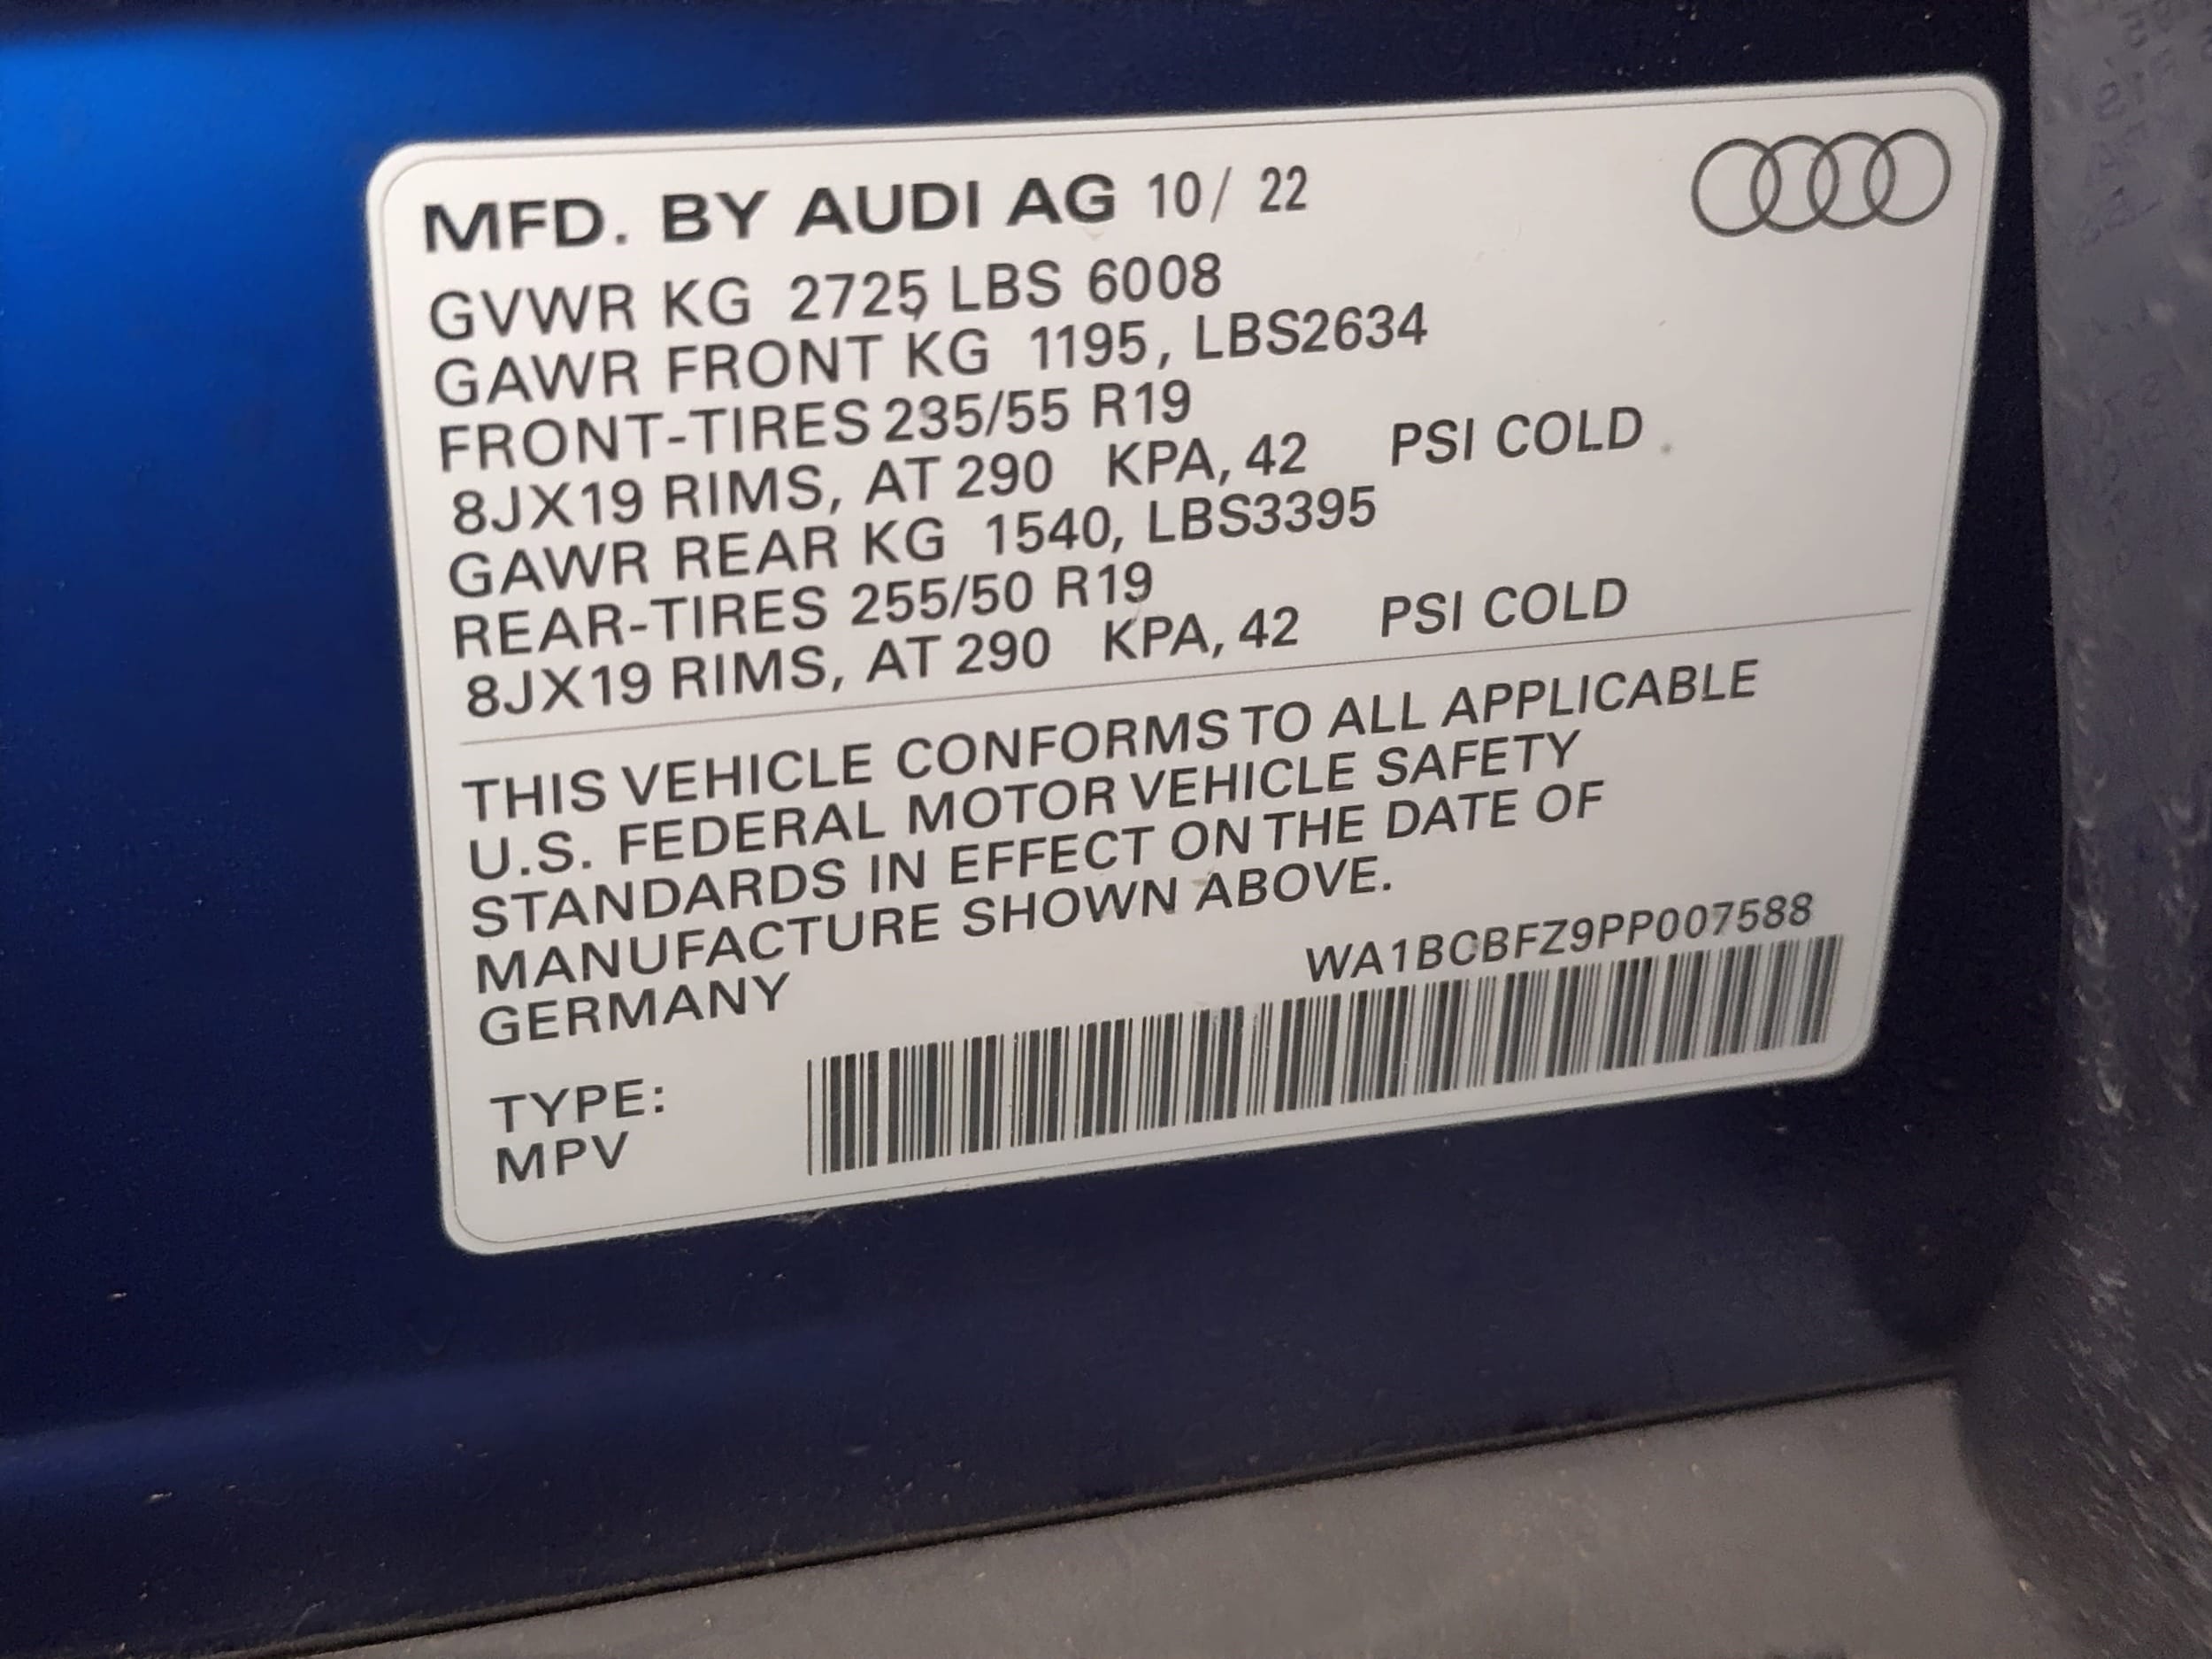 MFD. BY AUDI AG 10/ 22
GVWR KG 2725 LBS 6008
GAWR FRONT KG 1195, LBS2634
FRONT-TIRES 235/55 R19
8JX19 RIMS, AT 290 KPA, 42 PSI COLD
GAWR REAR KG 1540, LBS3395
REAR-TIRES 255/50 R19
8JX19 RIMS, AT 290 KPA, 42 PSI COLD
THIS VEHICLE CONFORMS TO ALL APPLICABLE
U.S. FEDERAL MOTOR VEHICLE SAFETY
STANDARDS IN EFFECT ON THE DATE OF
MANUFACTURE SHOWN ABOVE.
GERMANY
WA1BCBFZ9PP007588
TYPE:
MPV